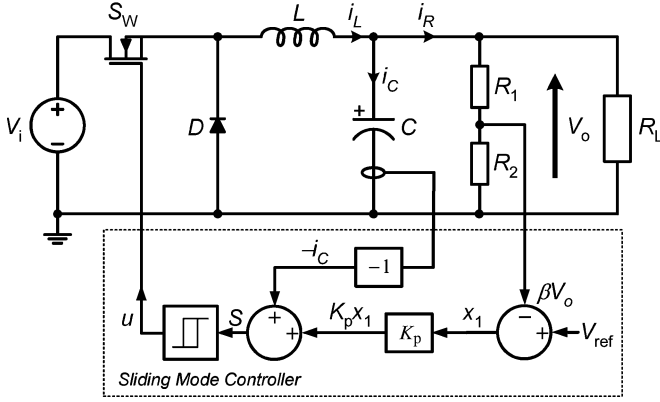 S_W
L
i_L
i_R
i_C
+
C
D
V_i
+
−
R_1
R_2
V_o
R_L
−i_C
−1
βV_o
u
S
+
+
K_p x_1
K_p
x_1
−
+
V_ref
Sliding Mode Controller